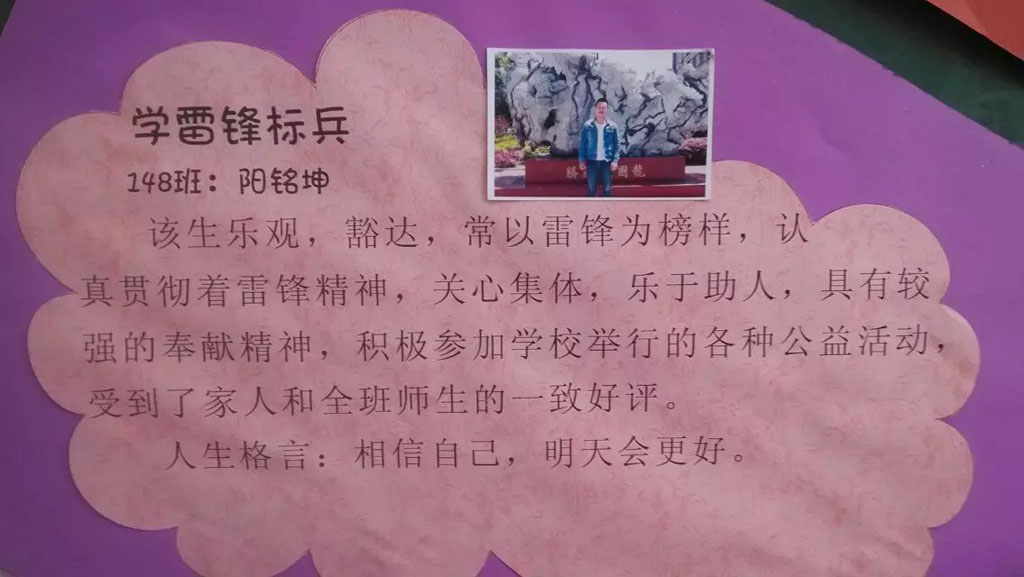 学雷锋标兵
148班：阳铭坤
该生乐观，豁达，常以雷锋为榜样，认
真贯彻着雷锋精神，关心集体，乐于助人，具有较
强的奉献精神，积极参加学校举行的各种公益活动，
受到了家人和全班师生的一致好评。
人生格言：相信自己，明天会更好。